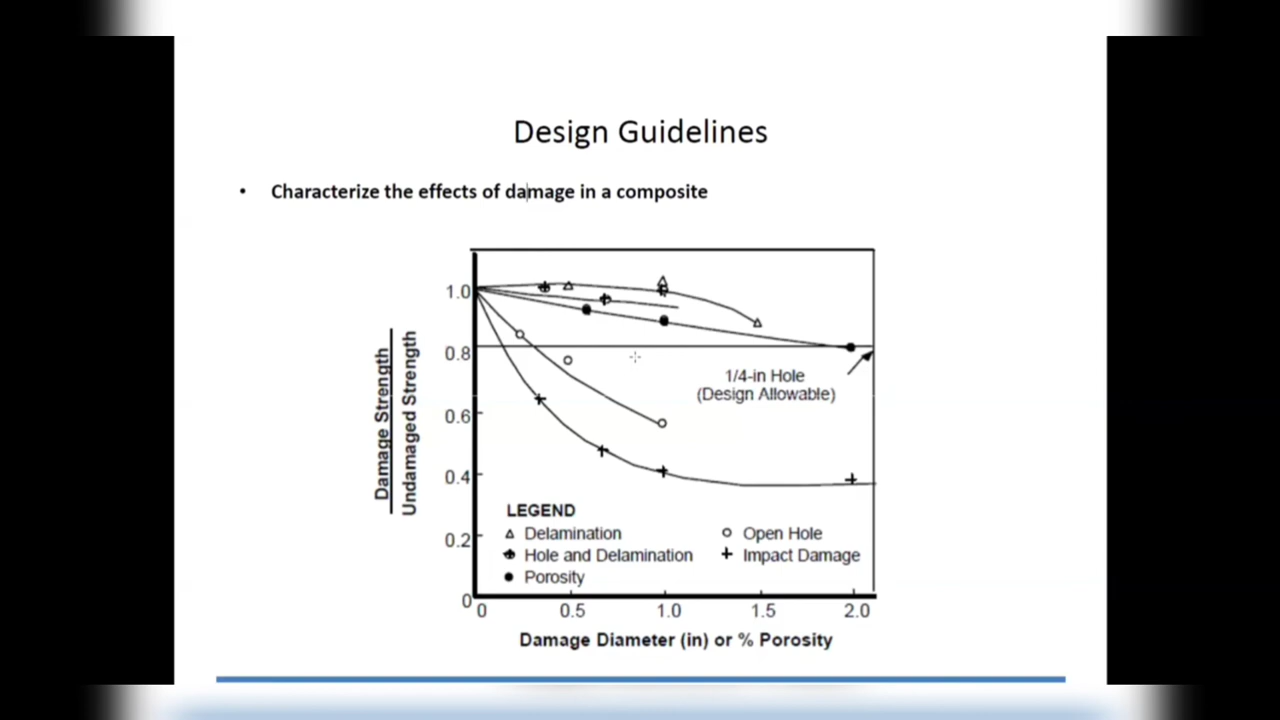 Design Guidelines
• Characterize the effects of damage in a composite
1.0
0.8
0.6
0.4
0.2
0
Damage Strength
Undamaged Strength
1/4-in Hole
(Design Allowable)
LEGEND
Delamination
Hole and Delamination
Porosity
Open Hole
Impact Damage
0 0.5 1.0 1.5 2.0
Damage Diameter (in) or % Porosity